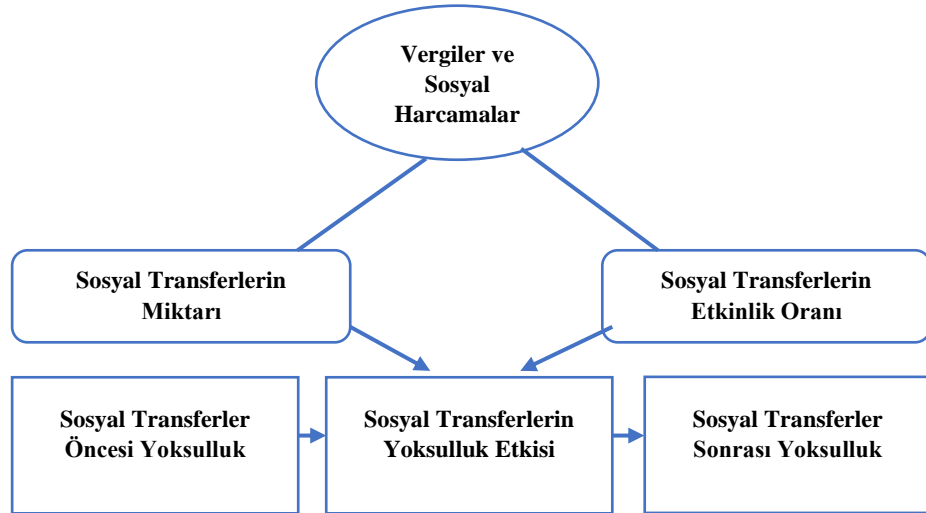 Vergiler ve
Sosyal
Harcamalar
Sosyal Transferlerin
Miktarı
Sosyal Transferlerin
Etkinlik Oranı
Sosyal Transferler
Öncesi Yoksulluk
Sosyal Transferlerin
Yoksulluk Etkisi
Sosyal Transferler
Sonrası Yoksulluk